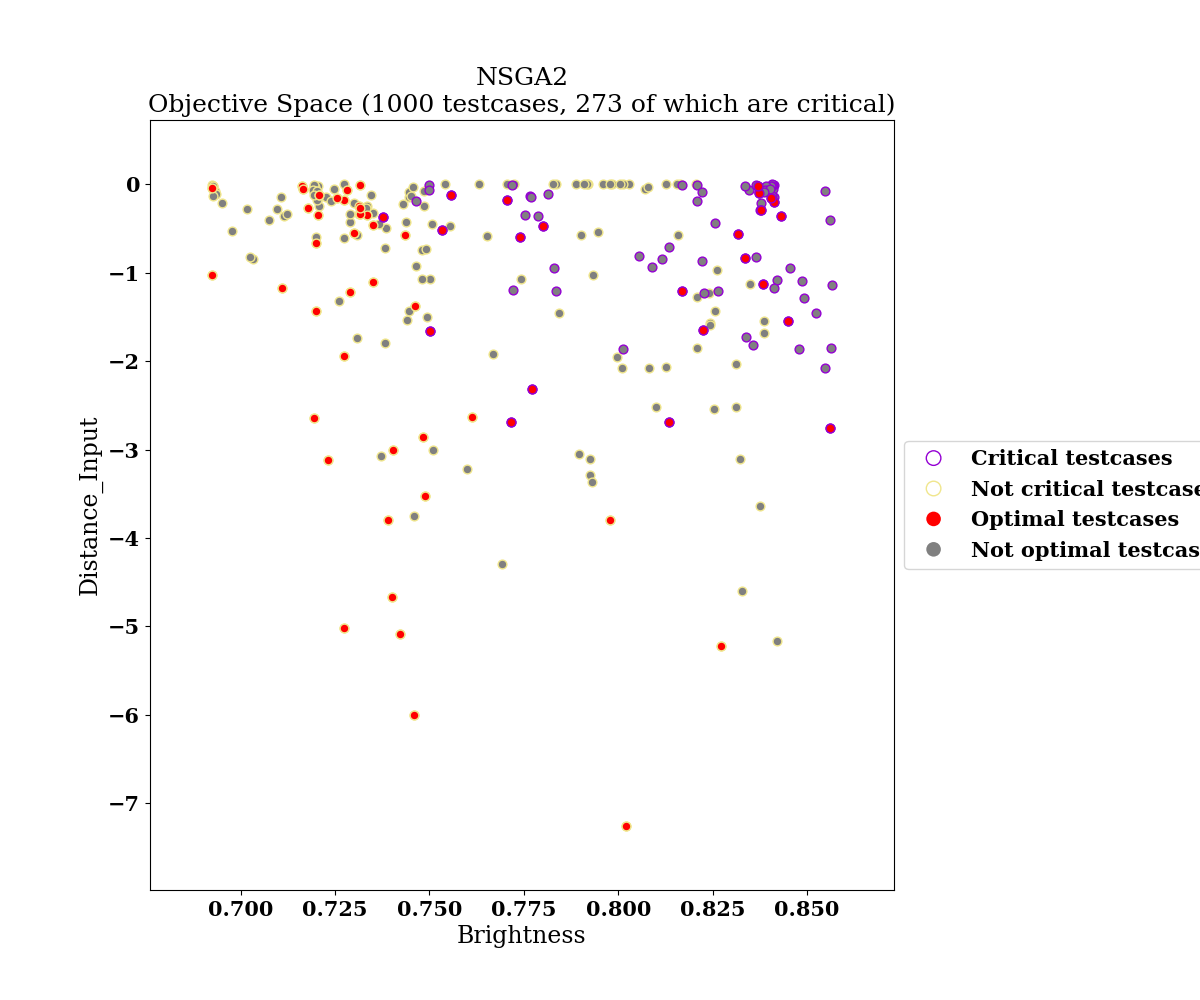 NSGA2
Objective Space (1000 testcases, 273 of which are critical)
0
−1
−2
−3
−4
−5
−6
−7
Distance_Input
0.700 0.725 0.750 0.775 0.800 0.825 0.850
Brightness
Critical testcases
Not critical testcase
Optimal testcases
Not optimal testcas